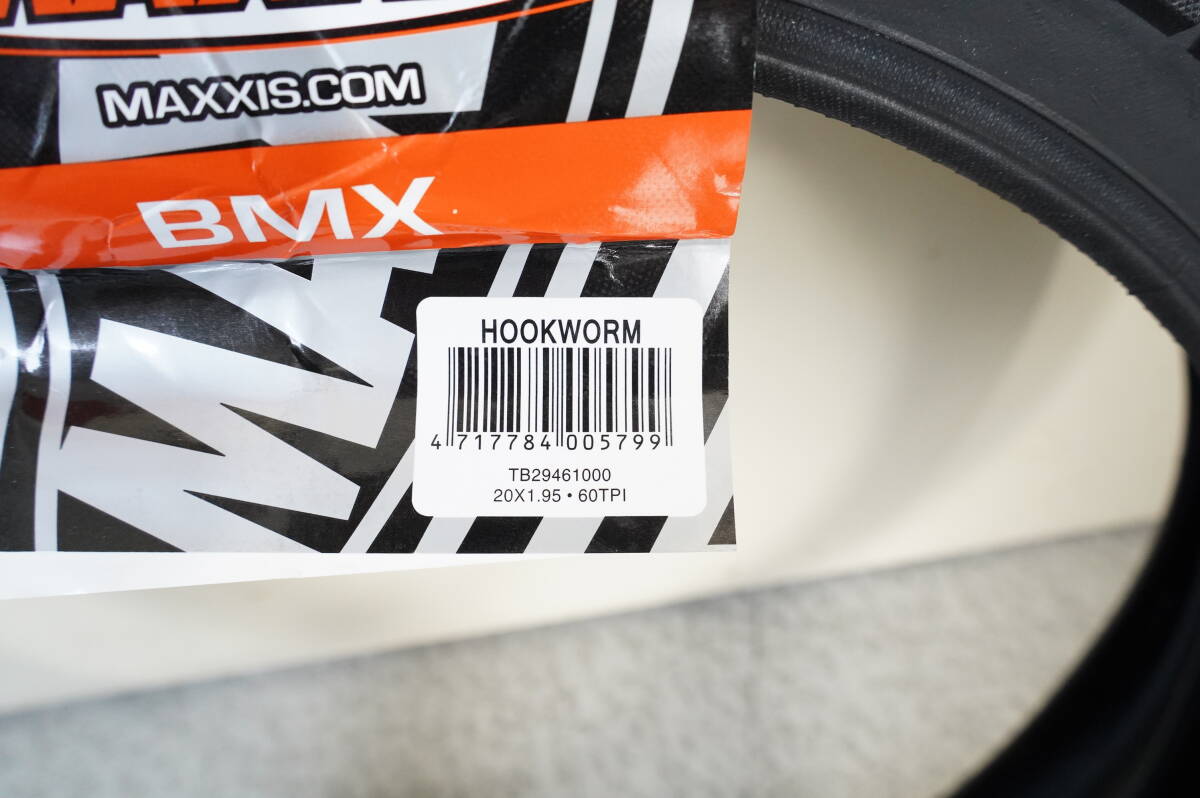 MAXXIS.COM
BMX
HOOKWORM
4 717784 005799
TB29461000
20X1.95 • 60TPI